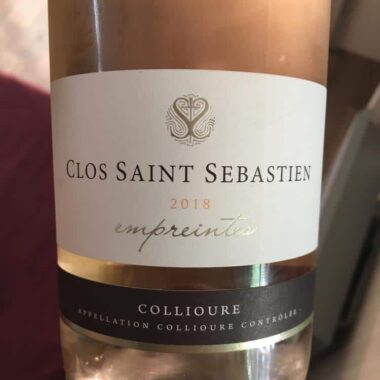 CLOS SAINT SEBASTIEN
2018
empreintes
COLLIOURE
APPELLATION COLLIOURE CONTRÔLÉE